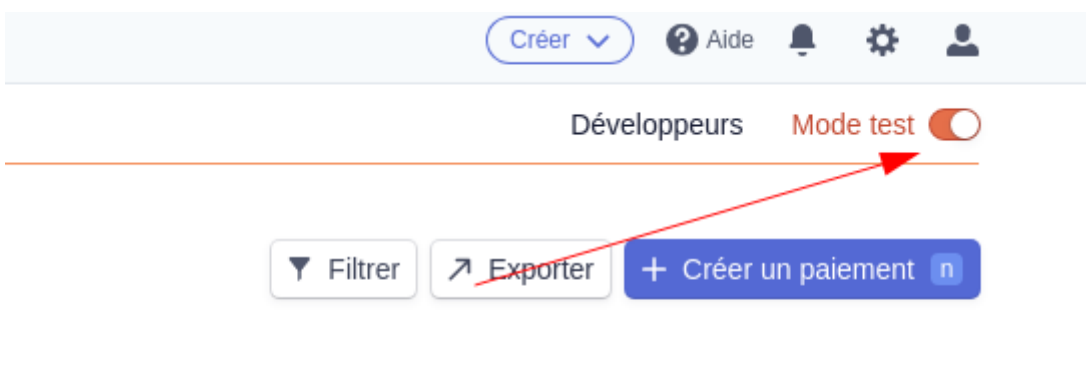 Créer Aide
Développeurs Mode test
Filtrer Exporter + Créer un paiement n